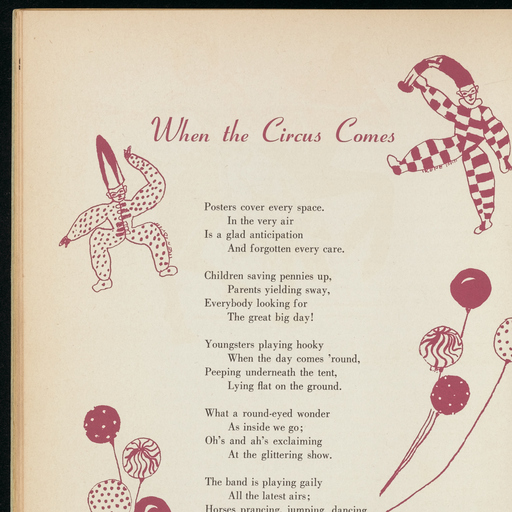 When the Circus Comes
Posters cover every space.
In the very air
Is a glad anticipation
And forgotten every care.
Children saving pennies up,
Parents yielding sway,
Everybody looking for
The great big day!
Youngsters playing hooky
When the day comes 'round,
Peeping underneath the tent,
Lying flat on the ground.
What a round-eyed wonder
As inside we go;
Oh's and ah's exclaiming
At the glittering show.
The band is playing gaily
All the latest airs;
Horses prancing, jumping, dancing